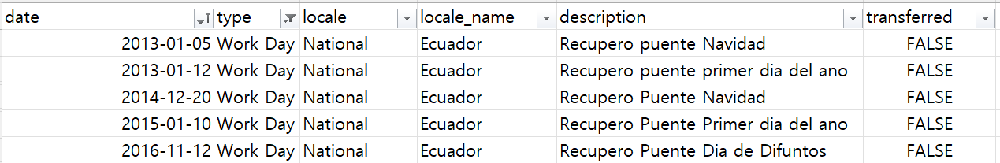 date type locale locale_name description transferred
2013-01-05 Work Day National Ecuador Recupero puente Navidad FALSE
2013-01-12 Work Day National Ecuador Recupero puente primer dia del ano FALSE
2014-12-20 Work Day National Ecuador Recupero Puente Navidad FALSE
2015-01-10 Work Day National Ecuador Recupero Puente Primer dia del ano FALSE
2016-11-12 Work Day National Ecuador Recupero Puente Dia de Difuntos FALSE